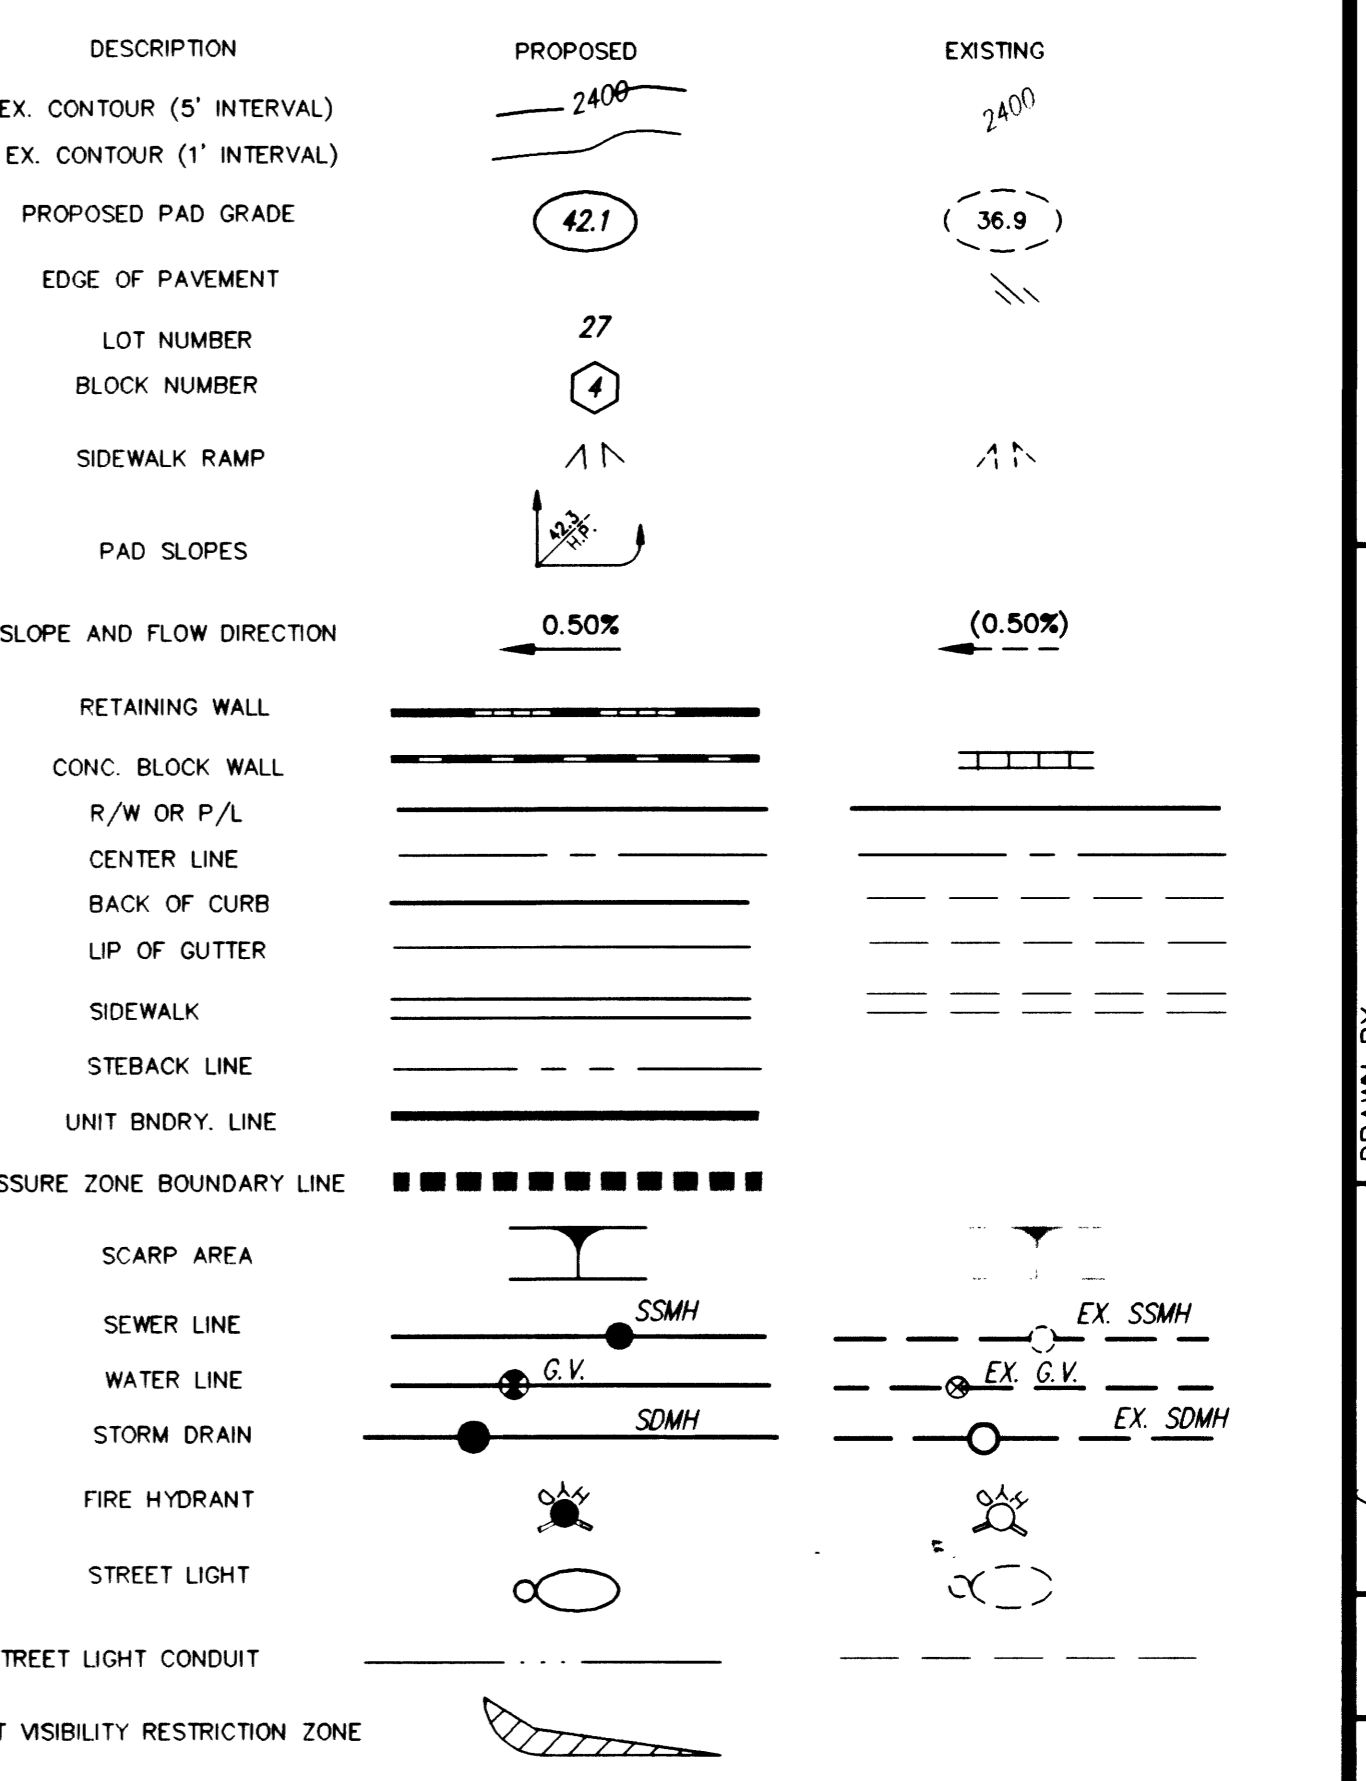 DESCRIPTION PROPOSED EXISTING
EX. CONTOUR (5' INTERVAL) 2400 2400
EX. CONTOUR (1' INTERVAL)
PROPOSED PAD GRADE 42.1 36.9
EDGE OF PAVEMENT
LOT NUMBER 27
BLOCK NUMBER 4
SIDEWALK RAMP
PAD SLOPES 42.3 H.P.
SLOPE AND FLOW DIRECTION 0.50% (0.50%)
RETAINING WALL
CONC. BLOCK WALL
R/W OR P/L
CENTER LINE
BACK OF CURB
LIP OF GUTTER
SIDEWALK
STEBACK LINE
UNIT BNDRY. LINE
SSURE ZONE BOUNDARY LINE
SCARP AREA
SEWER LINE SSMH EX. SSMH
WATER LINE G.V. EX. G.V.
STORM DRAIN SDMH EX. SDMH
FIRE HYDRANT HYD HYD
STREET LIGHT
TREET LIGHT CONDUIT
T VISIBILITY RESTRICTION ZONE